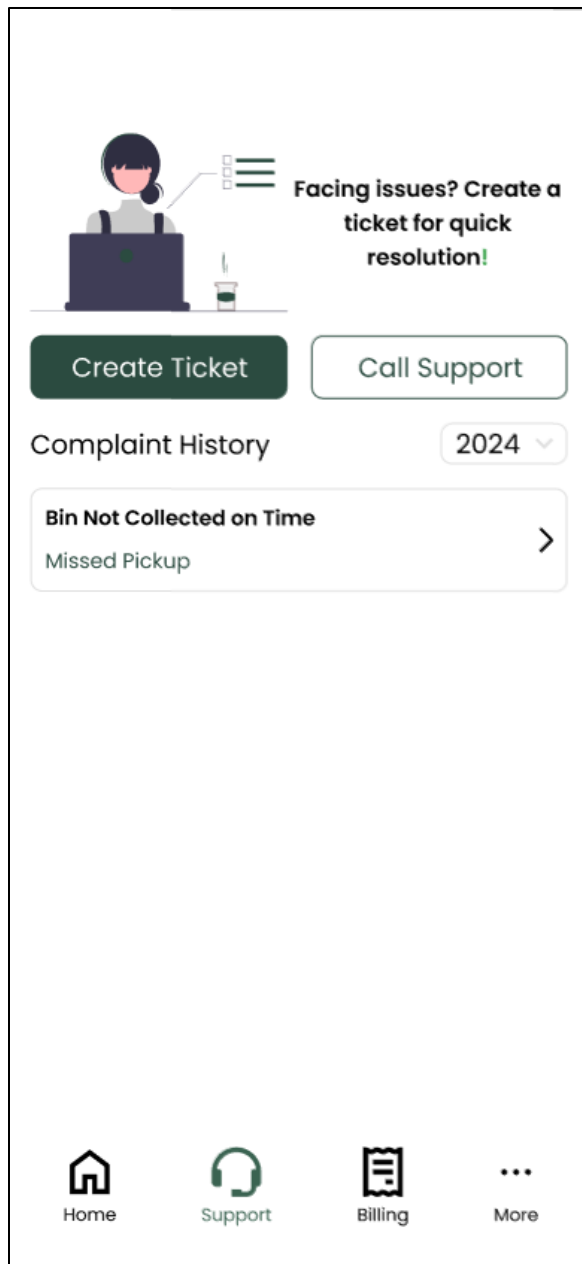 Facing issues? Create a
ticket for quick
resolution!
Create Ticket
Call Support
Complaint History
2024
Bin Not Collected on Time
Missed Pickup
Home
Support
Billing
More